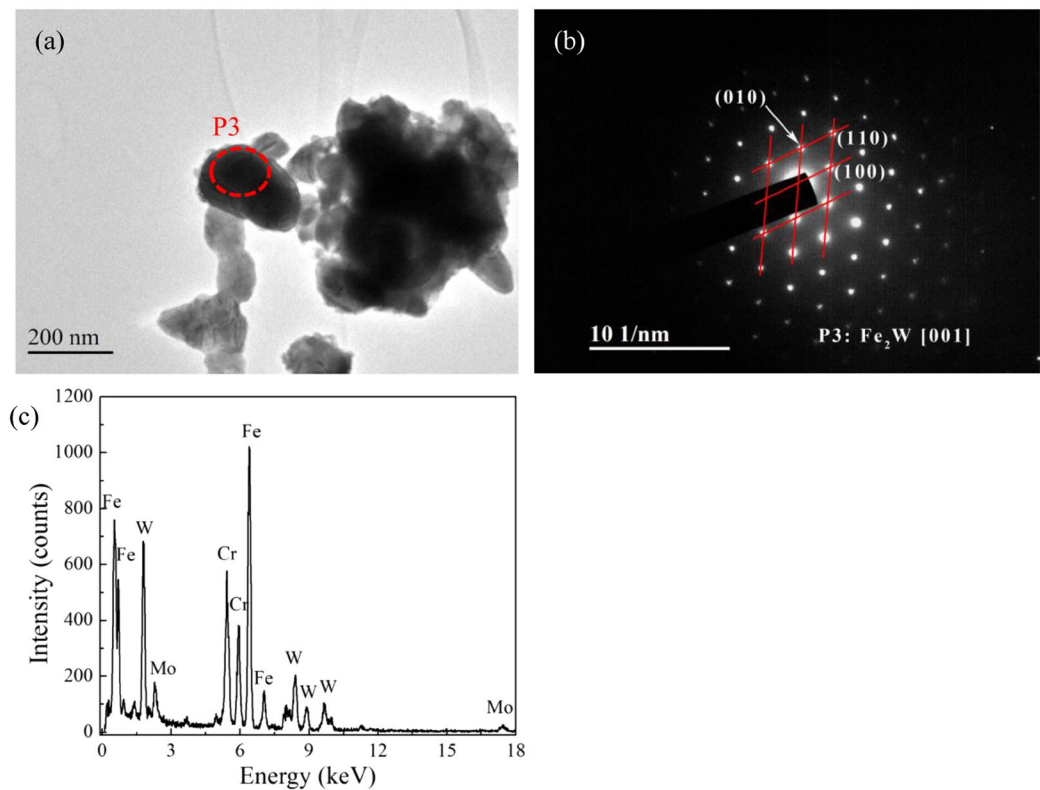 (a)
P3
200 nm
(b)
(010)
(110)
(100)
10 1/nm
P3: Fe₂W [001]
(c)
1200
1000
800
600
400
200
0
Intensity (counts)
Fe
Fe
W
Mo
Cr
Cr
Fe
Fe
W
W
W
Mo
0 3 6 9 12 15 18
Energy (keV)